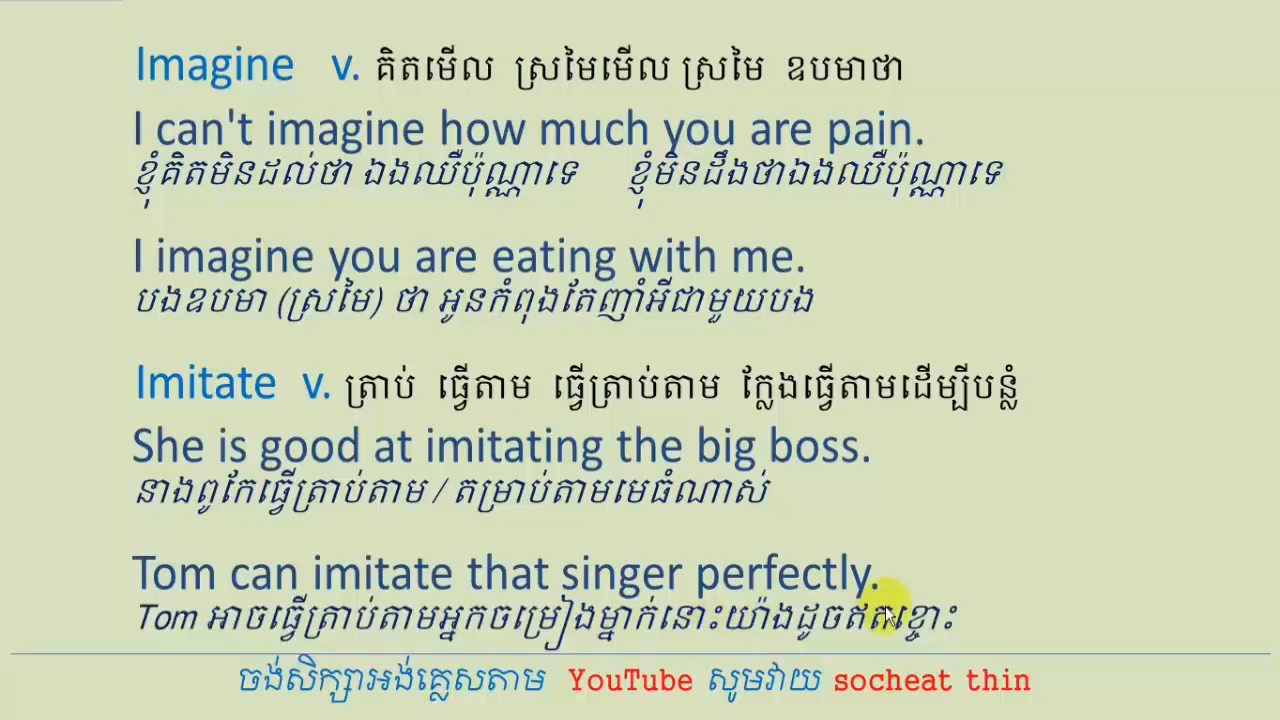 Imagine v. គិតមើល ស្រមៃមើល ស្រមៃ ឧបមាថា
I can't imagine how much you are pain.
ខ្ញុំគិតមិនដល់ថា ឯងឈឺប៉ុណ្ណាទេ ខ្ញុំមិនដឹងថាឯងឈឺប៉ុណ្ណាទេ
I imagine you are eating with me.
បងឧបមា (ស្រមៃ) ថា អូនកំពុងតែញាំអីជាមួយបង
Imitate v. ត្រាប់ ធ្វើតាម ធ្វើត្រាប់តាម ក្លែងធ្វើតាមដើម្បីបន្លំ
She is good at imitating the big boss.
នាងពូកែធ្វើត្រាប់តាម / តម្រាប់តាមមេធំណាស់
Tom can imitate that singer perfectly.
Tom អាចធ្វើត្រាប់តាមអ្នកចម្រៀងម្នាក់នោះយ៉ាងដូចឥតខ្ចោះ
ចង់សិក្សាអង់គ្លេសតាម YouTube សូមវាយ socheat thin